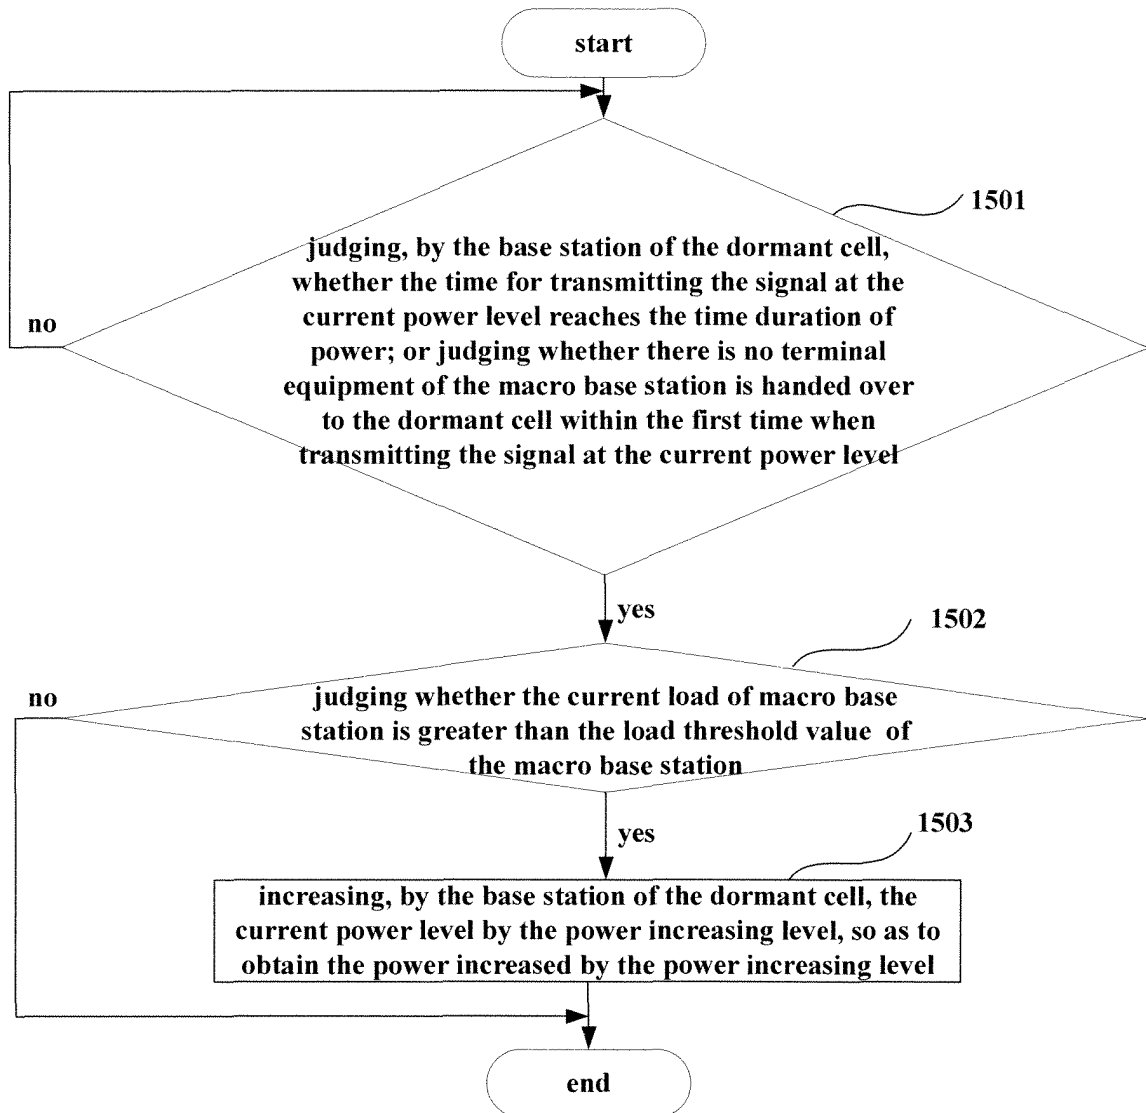 start
1501
judging, by the base station of the dormant cell,
whether the time for transmitting the signal at the
current power level reaches the time duration of
power; or judging whether there is no terminal
equipment of the macro base station is handed over
to the dormant cell within the first time when
transmitting the signal at the current power level
no
yes
1502
no
judging whether the current load of macro base
station is greater than the load threshold value of
the macro base station
yes
1503
increasing, by the base station of the dormant cell, the
current power level by the power increasing level, so as to
obtain the power increased by the power increasing level
end